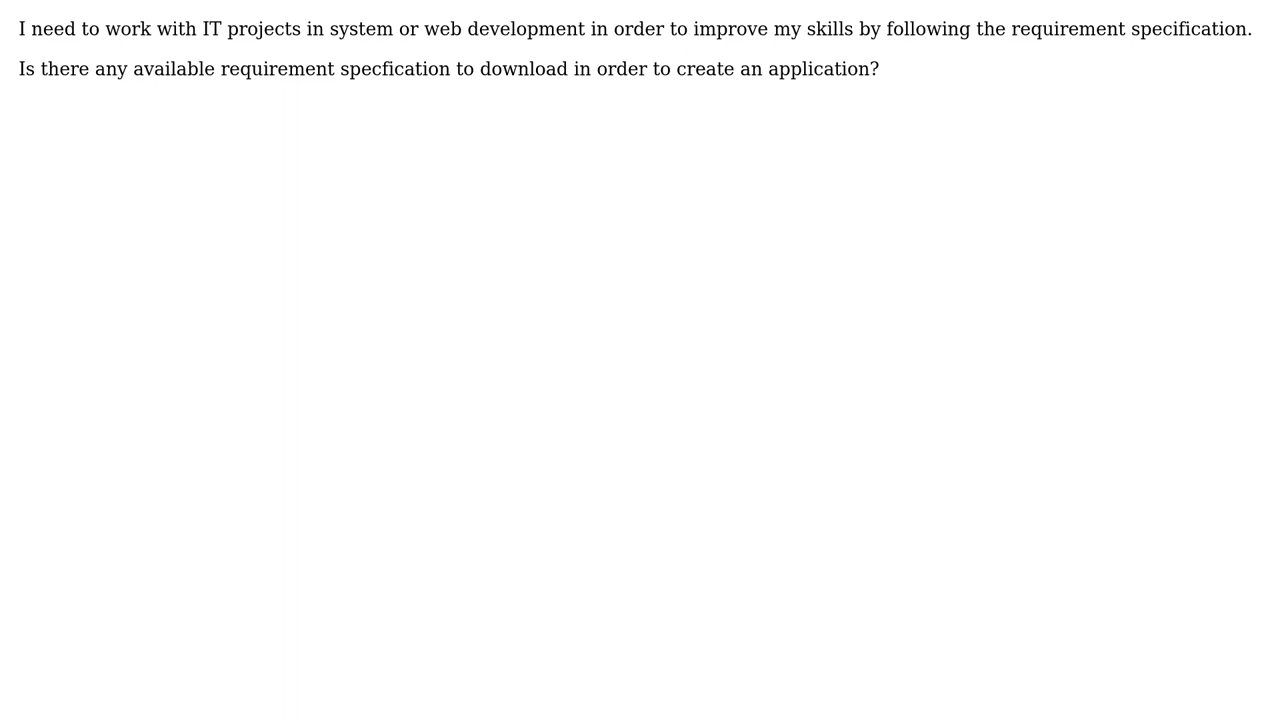 I need to work with IT projects in system or web development in order to improve my skills by following the requirement specification.
Is there any available requirement specfication to download in order to create an application?